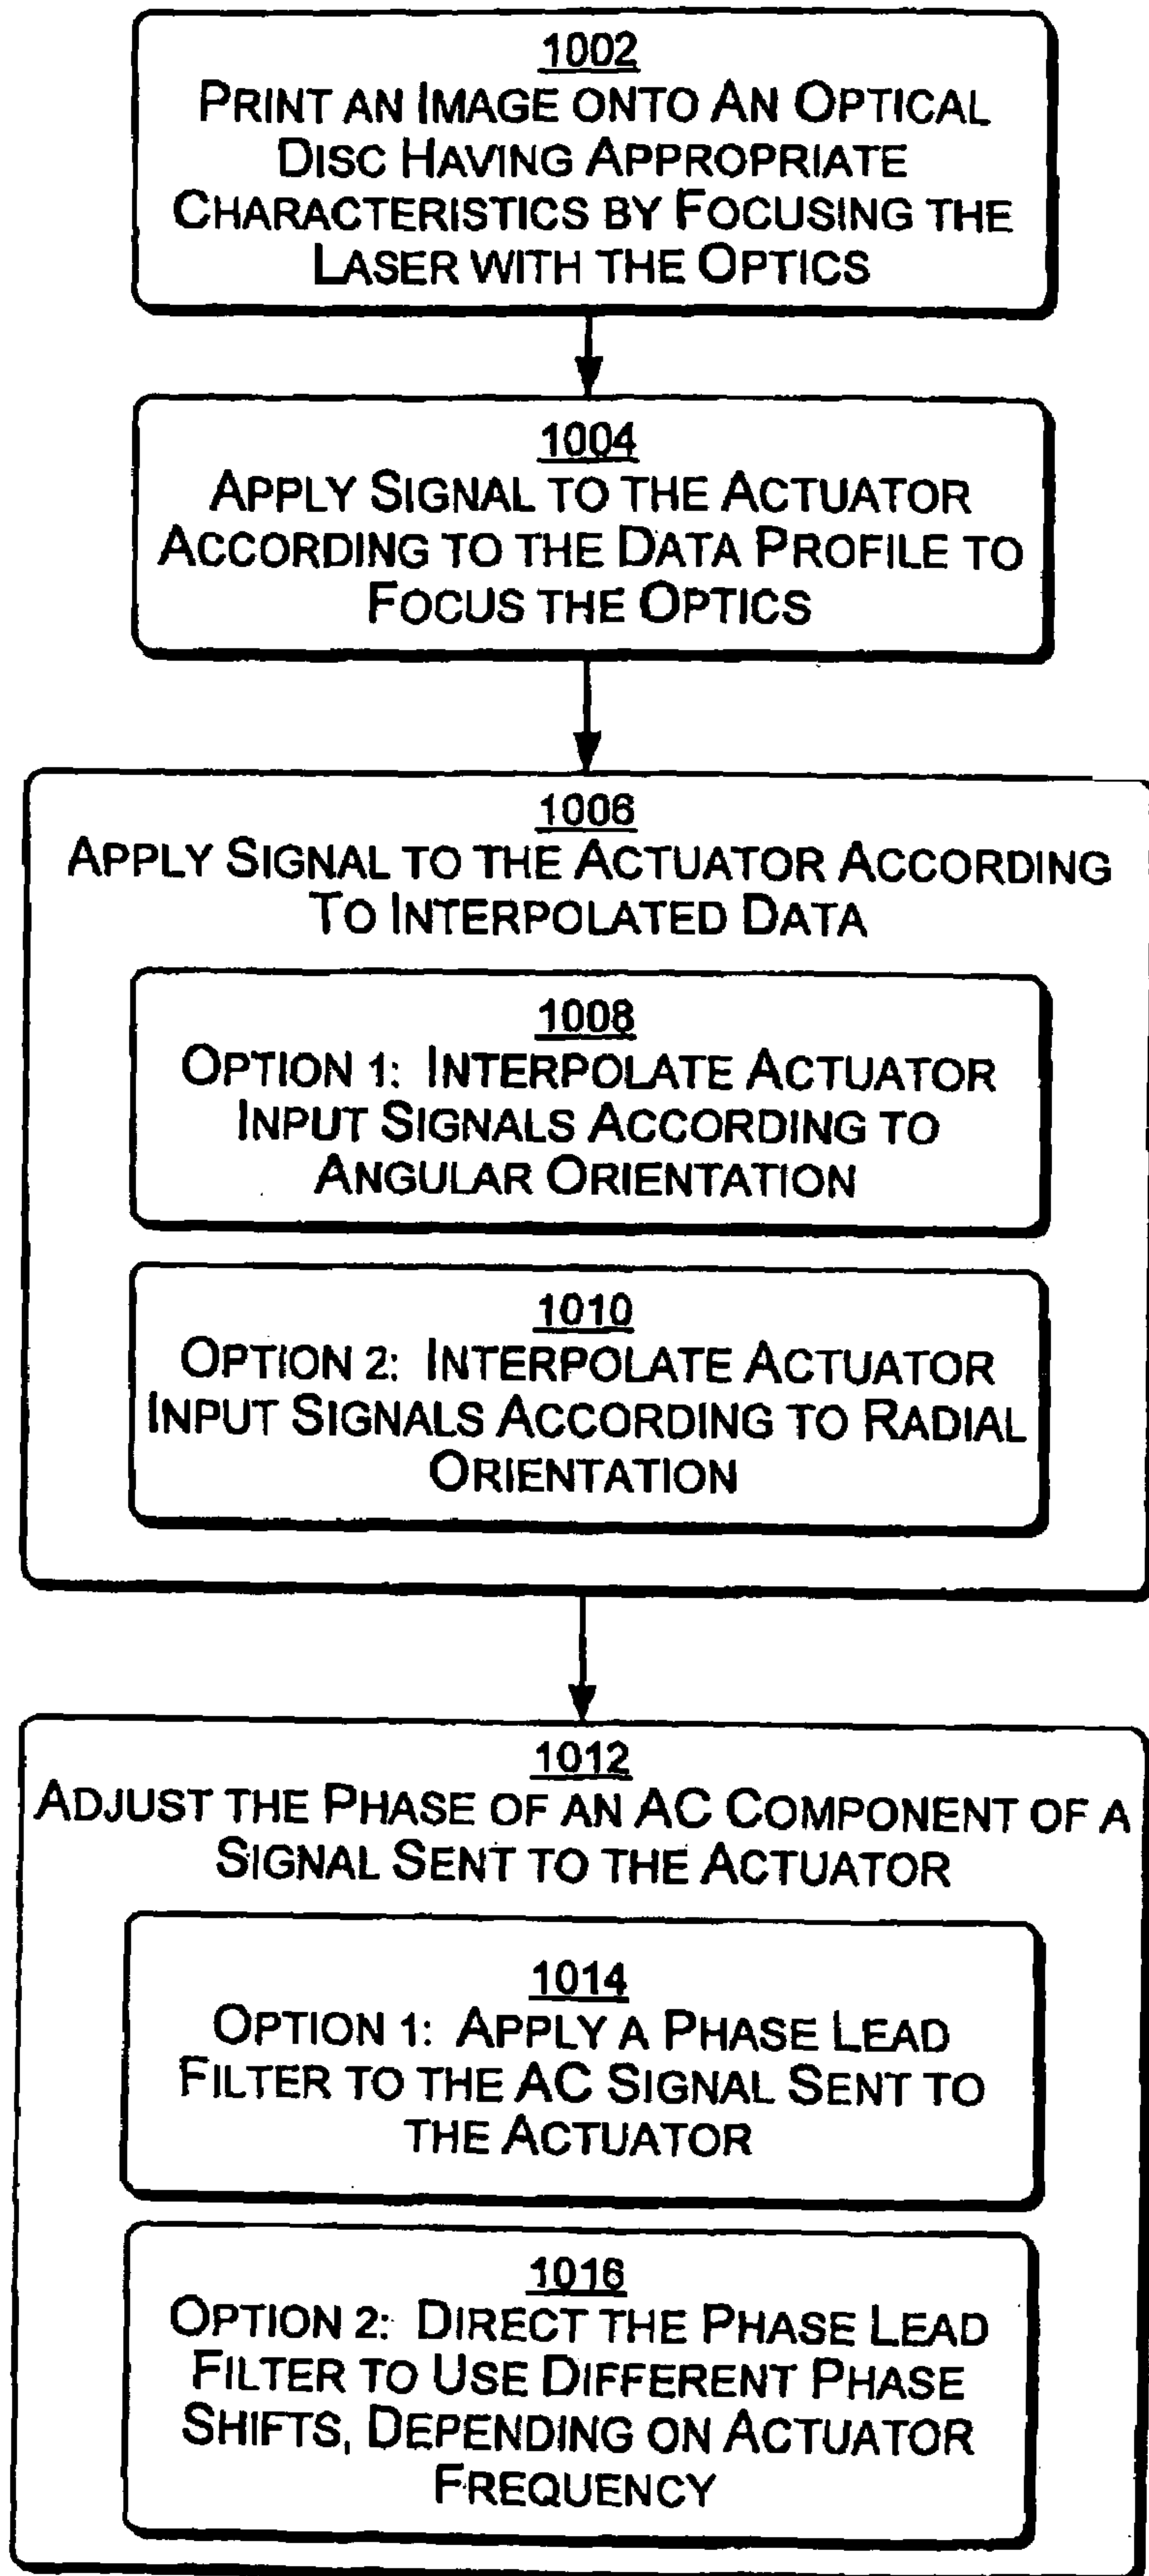 1002
PRINT AN IMAGE ONTO AN OPTICAL
DISC HAVING APPROPRIATE
CHARACTERISTICS BY FOCUSING THE
LASER WITH THE OPTICS
1004
APPLY SIGNAL TO THE ACTUATOR
ACCORDING TO THE DATA PROFILE TO
FOCUS THE OPTICS
1006
APPLY SIGNAL TO THE ACTUATOR ACCORDING
TO INTERPOLATED DATA
1008
OPTION 1: INTERPOLATE ACTUATOR
INPUT SIGNALS ACCORDING TO
ANGULAR ORIENTATION
1010
OPTION 2: INTERPOLATE ACTUATOR
INPUT SIGNALS ACCORDING TO RADIAL
ORIENTATION
1012
ADJUST THE PHASE OF AN AC COMPONENT OF A
SIGNAL SENT TO THE ACTUATOR
1014
OPTION 1: APPLY A PHASE LEAD
FILTER TO THE AC SIGNAL SENT TO
THE ACTUATOR
1016
OPTION 2: DIRECT THE PHASE LEAD
FILTER TO USE DIFFERENT PHASE
SHIFTS, DEPENDING ON ACTUATOR
FREQUENCY